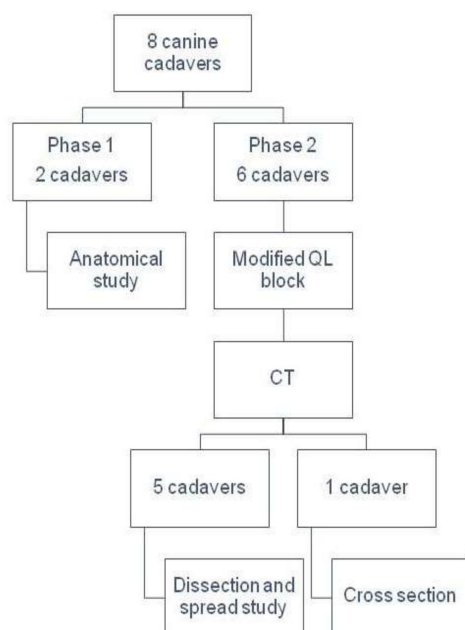 8 canine
cadavers
Phase 1
2 cadavers
Phase 2
6 cadavers
Anatomical
study
Modified QL
block
CT
5 cadavers
1 cadaver
Dissection and
spread study
Cross section